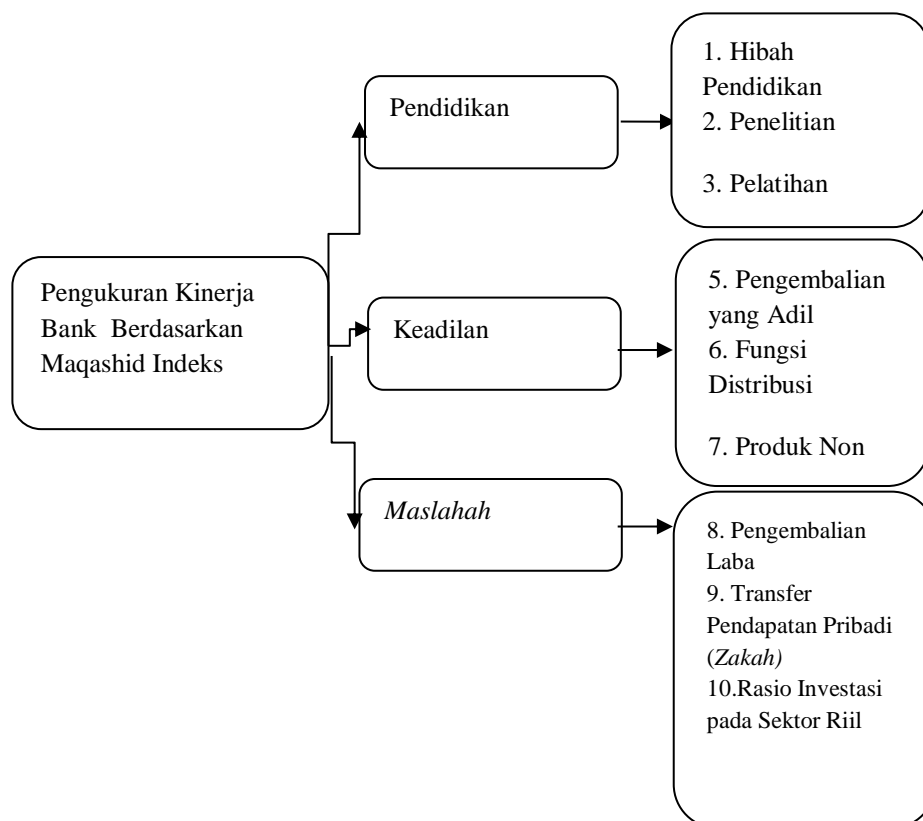 Pengukuran Kinerja
Bank Berdasarkan
Maqashid Indeks
Pendidikan
1. Hibah
Pendidikan
2. Penelitian
3. Pelatihan
Keadilan
5. Pengembalian
yang Adil
6. Fungsi
Distribusi
7. Produk Non
Maslahah
8. Pengembalian
Laba
9. Transfer
Pendapatan Pribadi
(Zakah)
10.Rasio Investasi
pada Sektor Riil